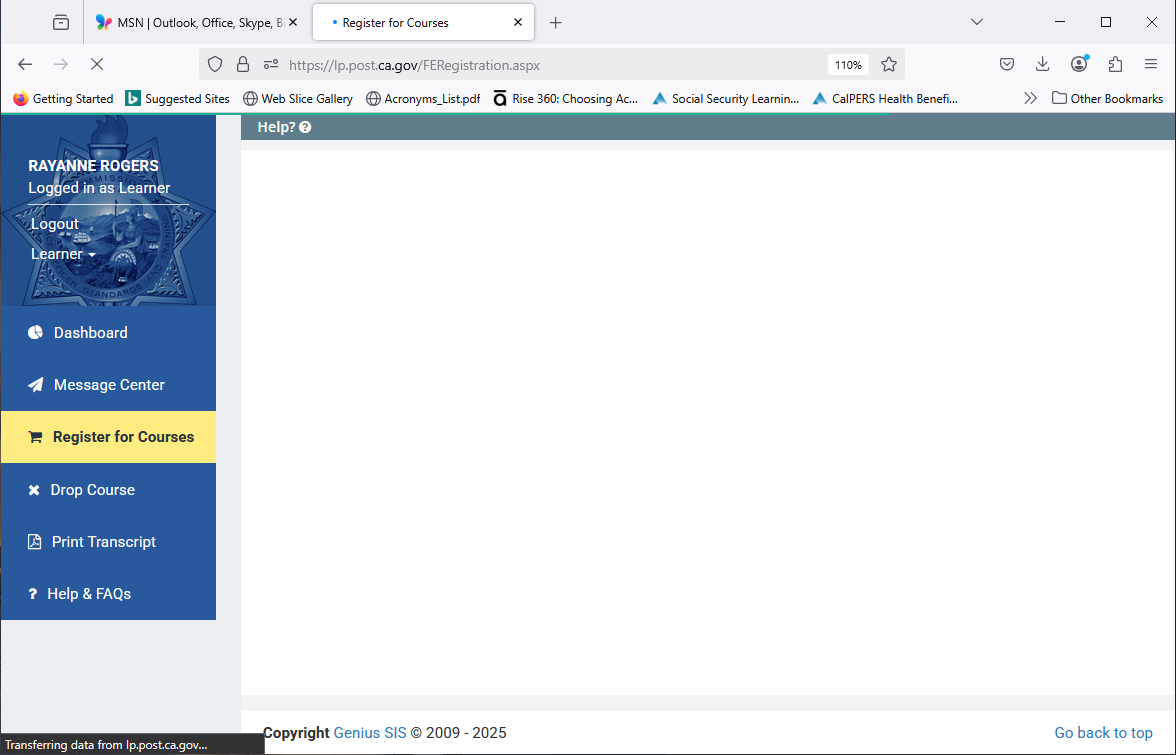 MSN | Outlook, Office, Skype, B
Register for Courses
https://lp.post.ca.gov/FERegistration.aspx
110%
Getting Started
Suggested Sites
Web Slice Gallery
Acronyms_List.pdf
Rise 360: Choosing Ac...
Social Security Learnin...
CalPERS Health Benefi...
Other Bookmarks
Help?
RAYANNE ROGERS
Logged in as Learner
Logout
Learner
Dashboard
Message Center
Register for Courses
Drop Course
Print Transcript
? Help & FAQs
Copyright Genius SIS © 2009 - 2025
Go back to top
Transferring data from lp.post.ca.gov...